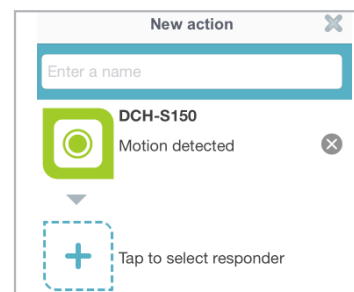 New action
Enter a name
DCH-S150
Motion detected
Tap to select responder